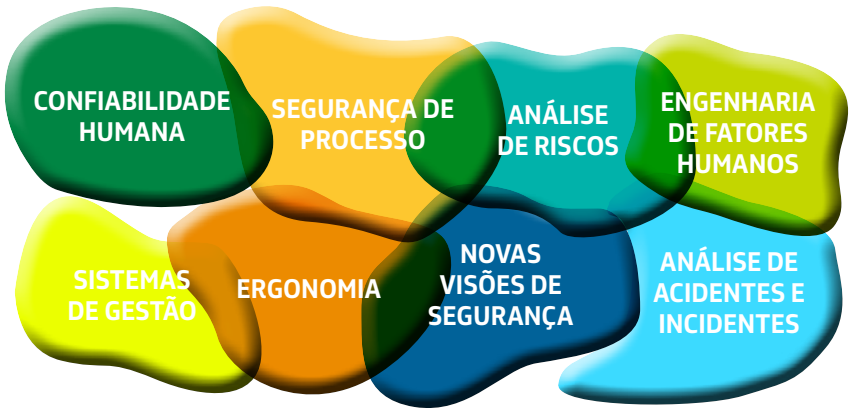 CONFIABILIDADE
HUMANA
SEGURANÇA DE
PROCESSO
ANÁLISE
DE RISCOS
ENGENHARIA
DE FATORES
HUMANOS
SISTEMAS
DE GESTÃO
ERGONOMIA
NOVAS
VISÕES DE
SEGURANÇA
ANÁLISE DE
ACIDENTES E
INCIDENTES